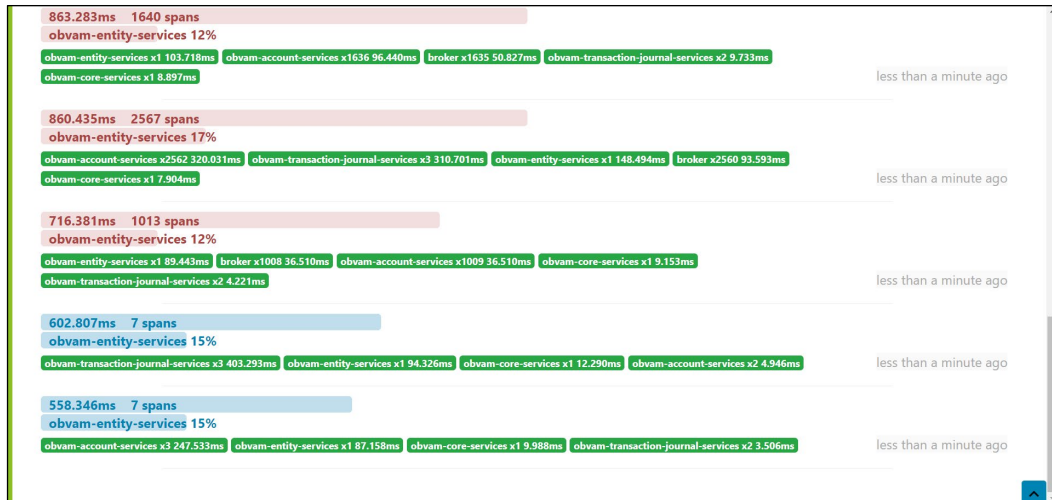 863.283ms 1640 spans
obvam-entity-services 12%
obvam-entity-services x1 103.718ms obvam-account-services x1636 96.440ms broker x1635 50.827ms obvam-transaction-journal-services x2 9.733ms
obvam-core-services x1 8.897ms less than a minute ago
860.435ms 2567 spans
obvam-entity-services 17%
obvam-account-services x2562 320.031ms obvam-transaction-journal-services x3 310.701ms obvam-entity-services x1 148.494ms broker x2560 93.593ms
obvam-core-services x1 7.904ms less than a minute ago
716.381ms 1013 spans
obvam-entity-services 12%
obvam-entity-services x1 89.443ms broker x1008 36.510ms obvam-account-services x1009 36.510ms obvam-core-services x1 9.153ms
obvam-transaction-journal-services x2 4.221ms less than a minute ago
602.807ms 7 spans
obvam-entity-services 15%
obvam-transaction-journal-services x3 403.293ms obvam-entity-services x1 94.326ms obvam-core-services x1 12.290ms obvam-account-services x2 4.946ms less than a minute ago
558.346ms 7 spans
obvam-entity-services 15%
obvam-account-services x3 247.533ms obvam-entity-services x1 87.158ms obvam-core-services x1 9.988ms obvam-transaction-journal-services x2 3.506ms less than a minute ago